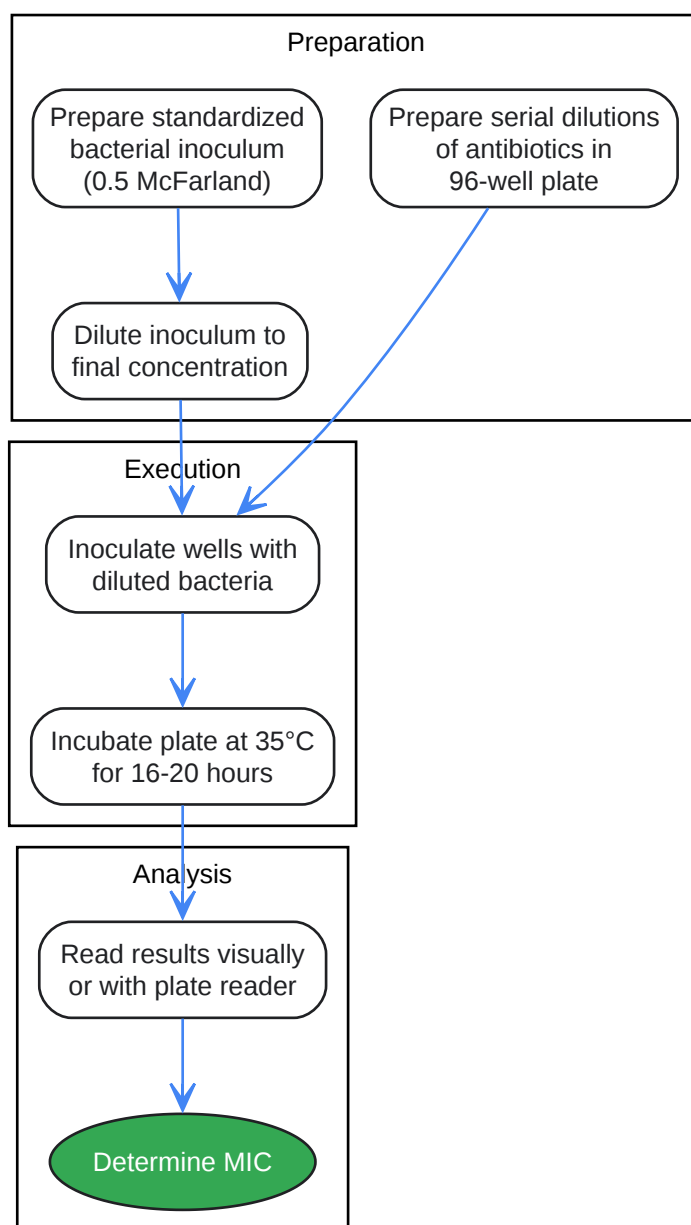 Preparation
Prepare standardized
bacterial inoculum
(0.5 McFarland)
Prepare serial dilutions
of antibiotics in
96-well plate
Dilute inoculum to
final concentration
Execution
Inoculate wells with
diluted bacteria
Incubate plate at 35°C
for 16-20 hours
Analysis
Read results visually
or with plate reader
Determine MIC